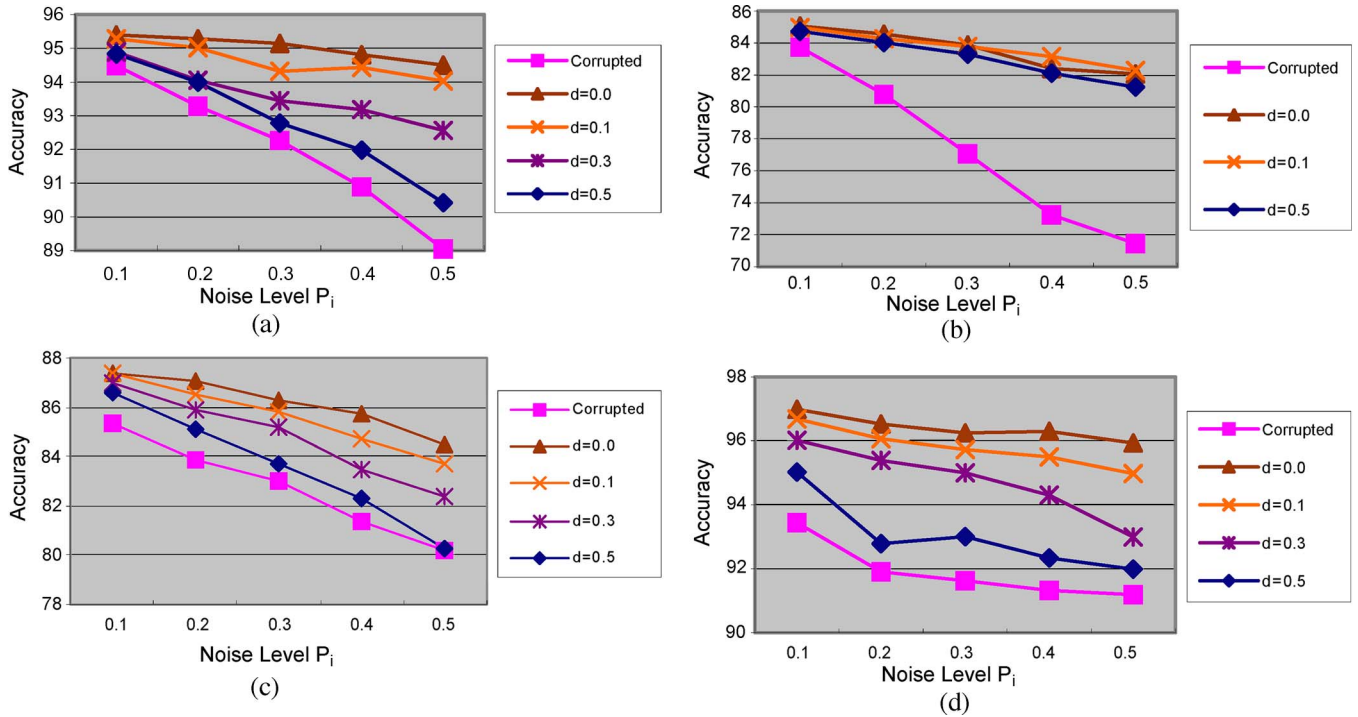 96
95
94
93
92
91
90
89
Accuracy
0.1 0.2 0.3 0.4 0.5
Noise Level Pi
Corrupted
d=0.0
d=0.1
d=0.3
d=0.5
(a)
86
84
82
80
78
76
74
72
70
Accuracy
0.1 0.2 0.3 0.4 0.5
Noise Level Pi
Corrupted
d=0.0
d=0.1
d=0.5
(b)
88
86
84
82
80
78
Accuracy
0.1 0.2 0.3 0.4 0.5
Noise Level Pi
Corrupted
d=0.0
d=0.1
d=0.3
d=0.5
(c)
98
96
94
92
90
Accuracy
0.1 0.2 0.3 0.4 0.5
Noise Level Pi
Corrupted
d=0.0
d=0.1
d=0.3
d=0.5
(d)